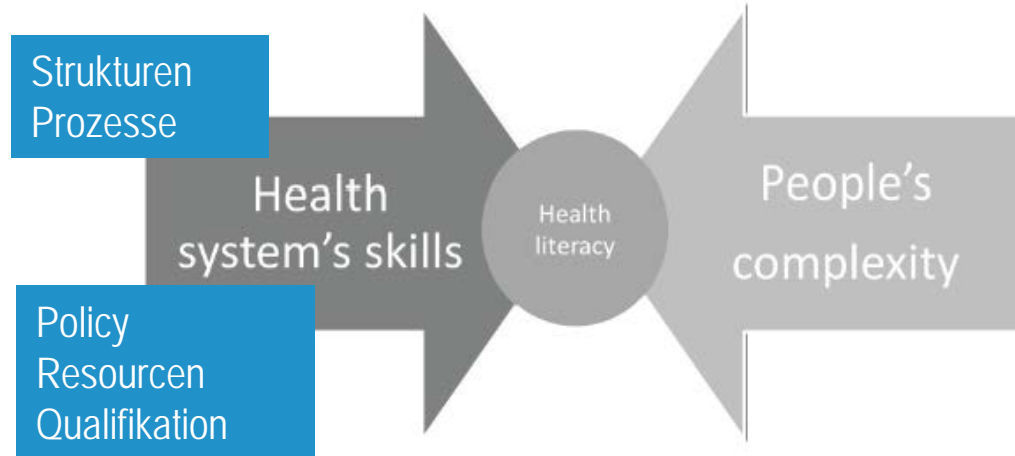 Strukturen
Prozesse
Health
system’s skills
Policy
Resourcen
Qualifikation
Health
literacy
People’s
complexity